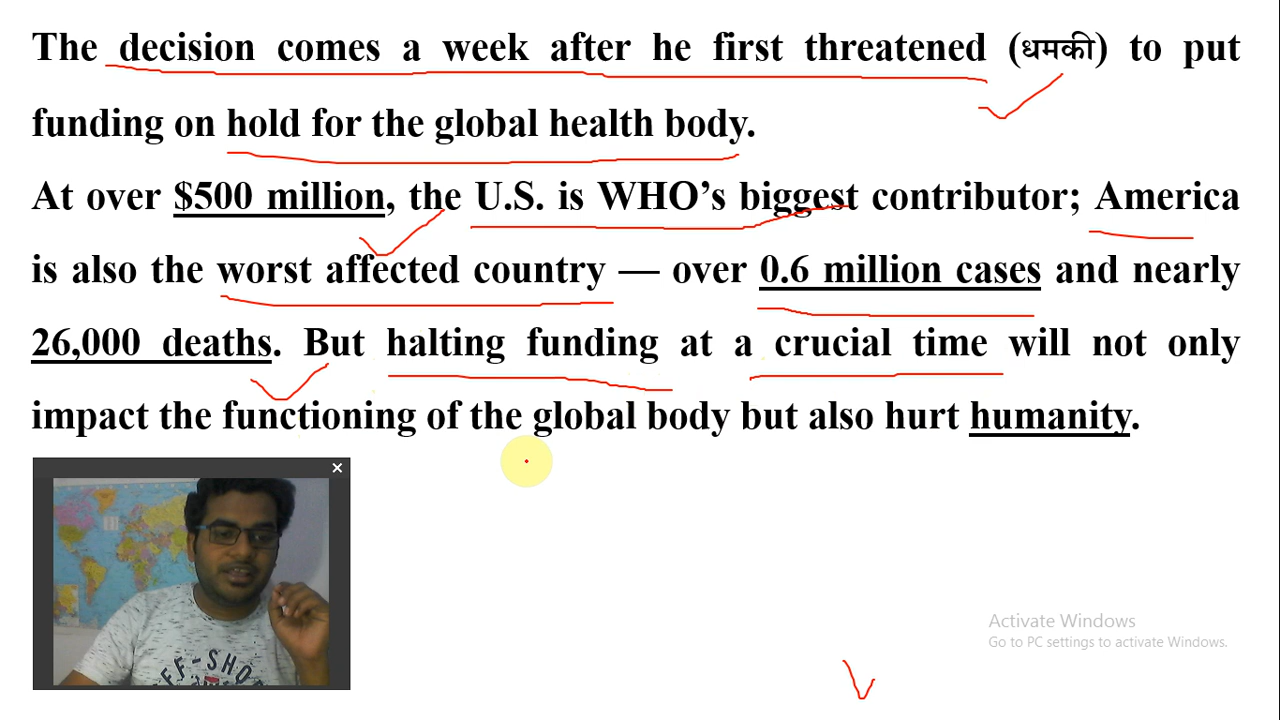 The decision comes a week after he first threatened (धमकी) to put
funding on hold for the global health body.
At over $500 million, the U.S. is WHO’s biggest contributor; America
is also the worst affected country — over 0.6 million cases and nearly
26,000 deaths. But halting funding at a crucial time will not only
impact the functioning of the global body but also hurt humanity.
Activate Windows
Go to PC settings to activate Windows.